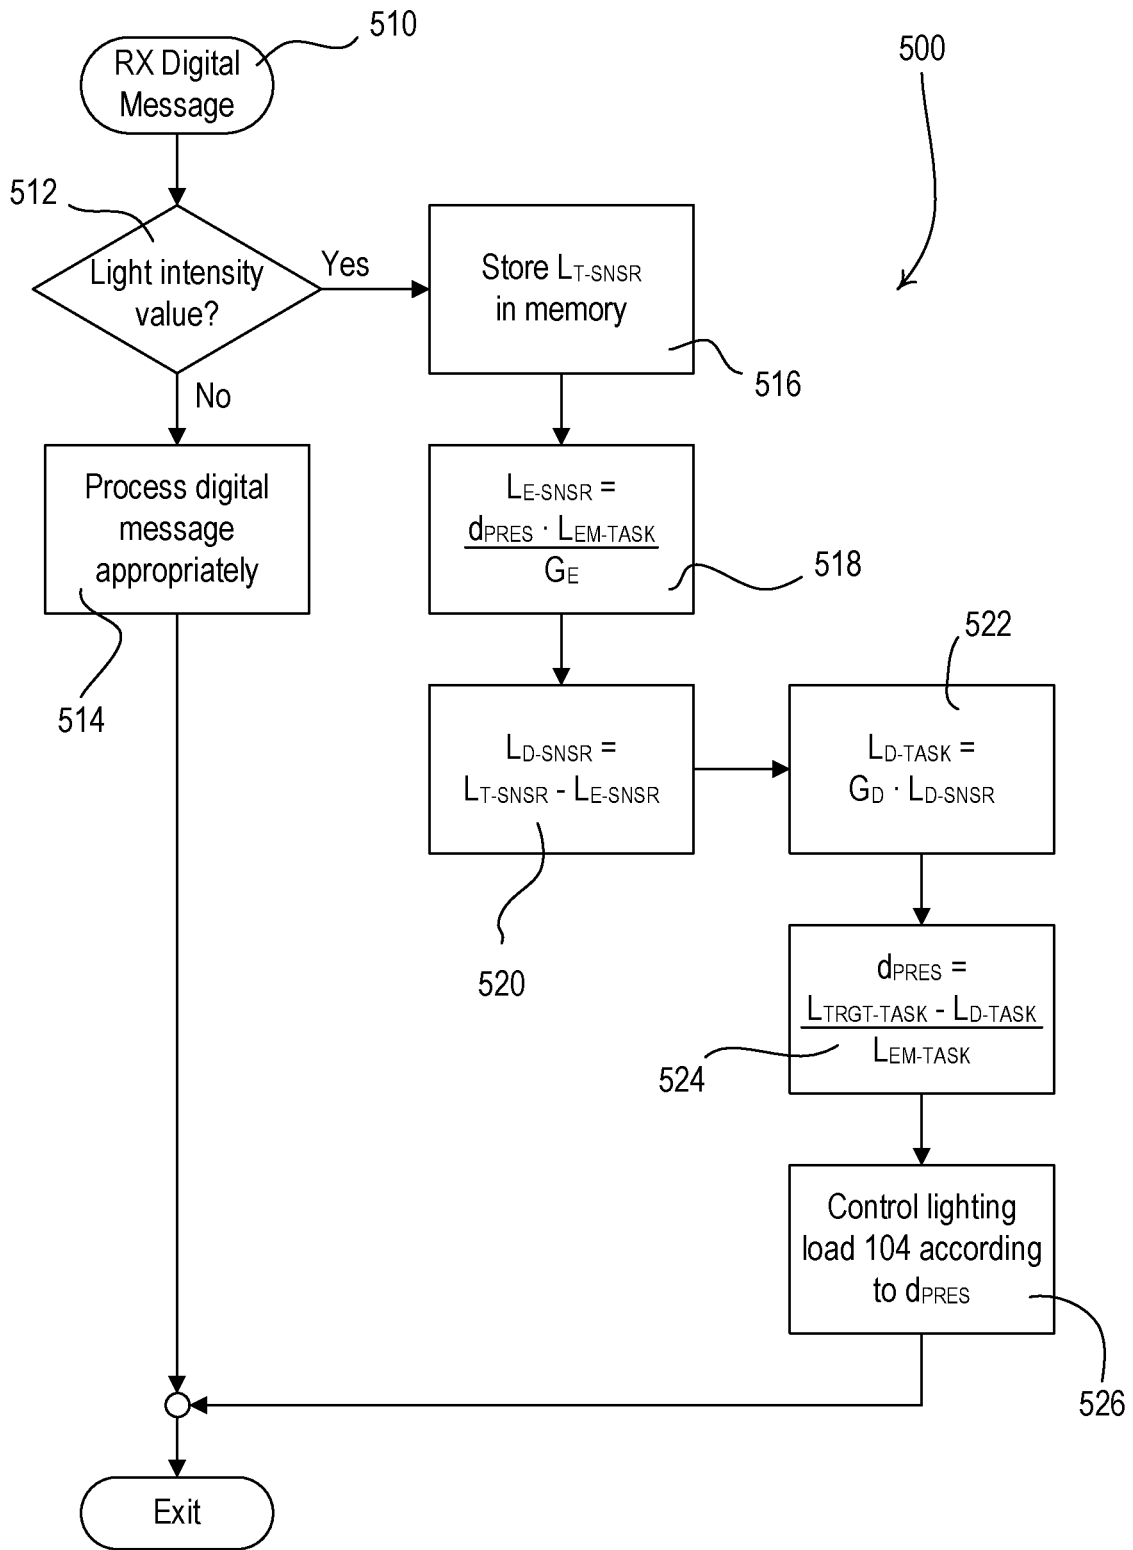 510
RX Digital
Message
500
512
Light intensity
value?
Yes
No
Store LT-SNSR
in memory
516
Process digital
message
appropriately
514
LE-SNSR =
dPRES · LEM-TASK
GE
518
522
LD-SNSR =
LT-SNSR - LE-SNSR
520
LD-TASK =
GD · LD-SNSR
dPRES =
LTRGT-TASK - LD-TASK
LEM-TASK
524
Control lighting
load 104 according
to dPRES
526
Exit